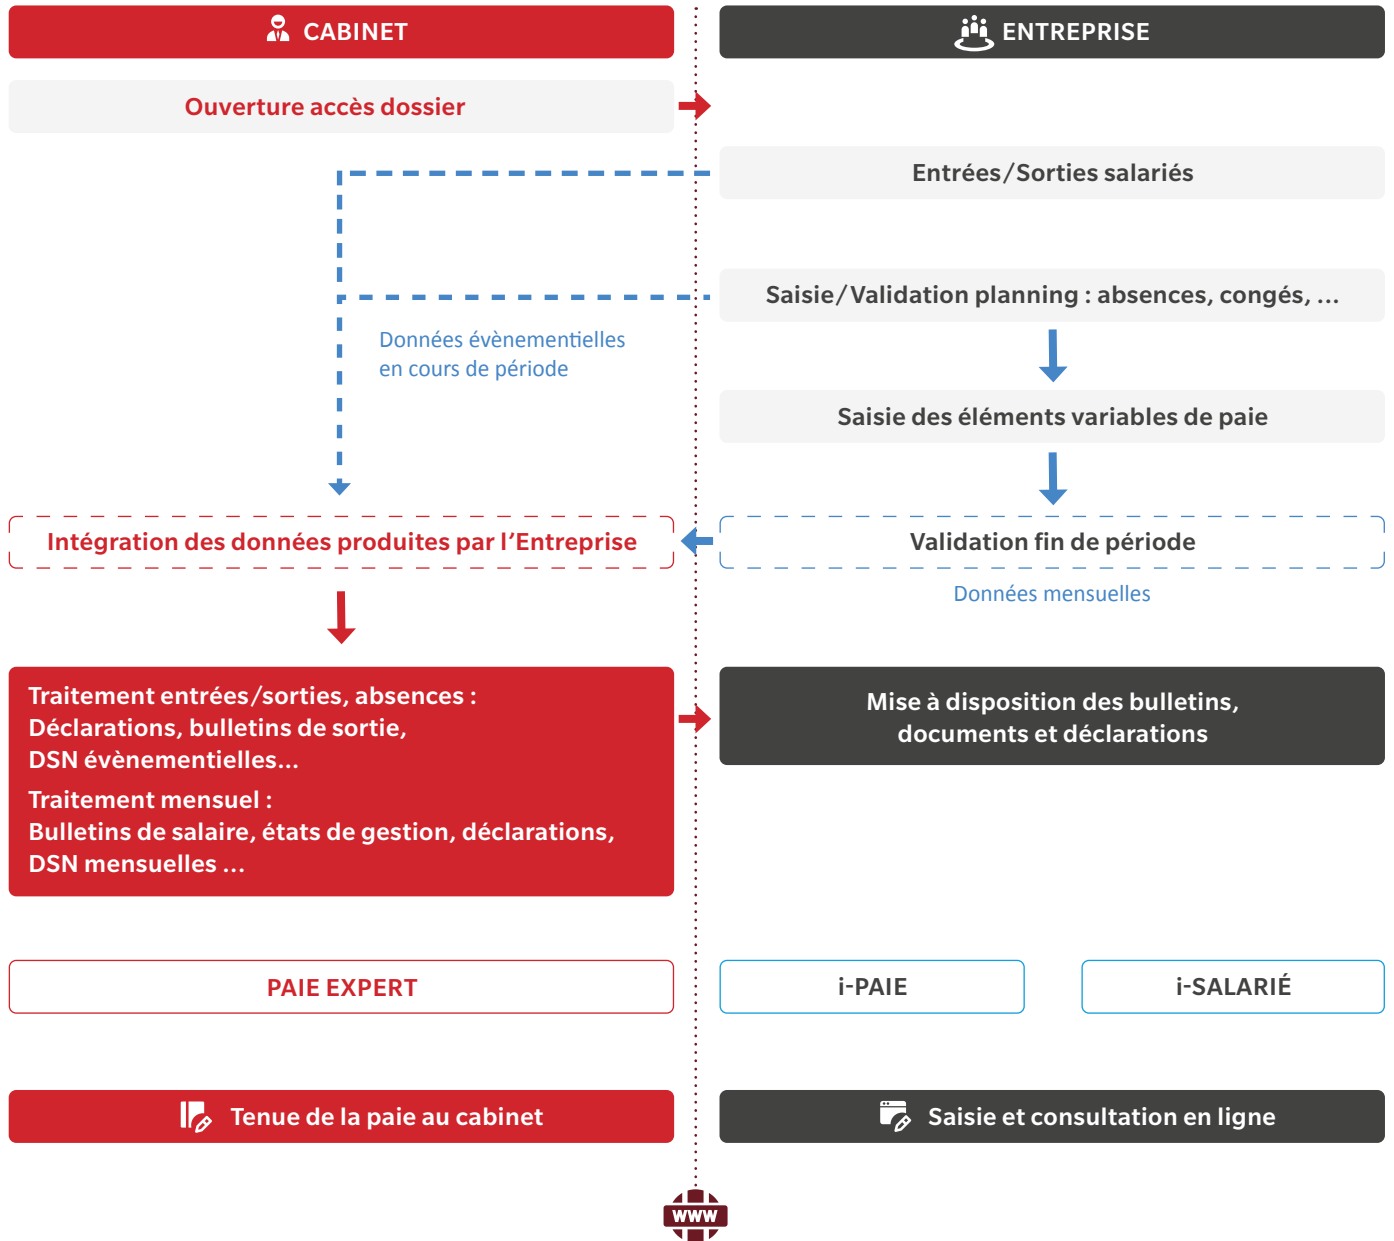 CABINET
ENTREPRISE
Ouverture accès dossier
Entrées/Sorties salariés
Saisie/Validation planning : absences, congés, ...
Données évènementielles
en cours de période
Saisie des éléments variables de paie
Intégration des données produites par l’Entreprise
Validation fin de période
Données mensuelles
Traitement entrées/sorties, absences :
Déclarations, bulletins de sortie,
DSN évènementielles...
Traitement mensuel :
Bulletins de salaire, états de gestion, déclarations,
DSN mensuelles ...
Mise à disposition des bulletins,
documents et déclarations
PAIE EXPERT
i-PAIE
i-SALARIÉ
Tenue de la paie au cabinet
Saisie et consultation en ligne
WWW